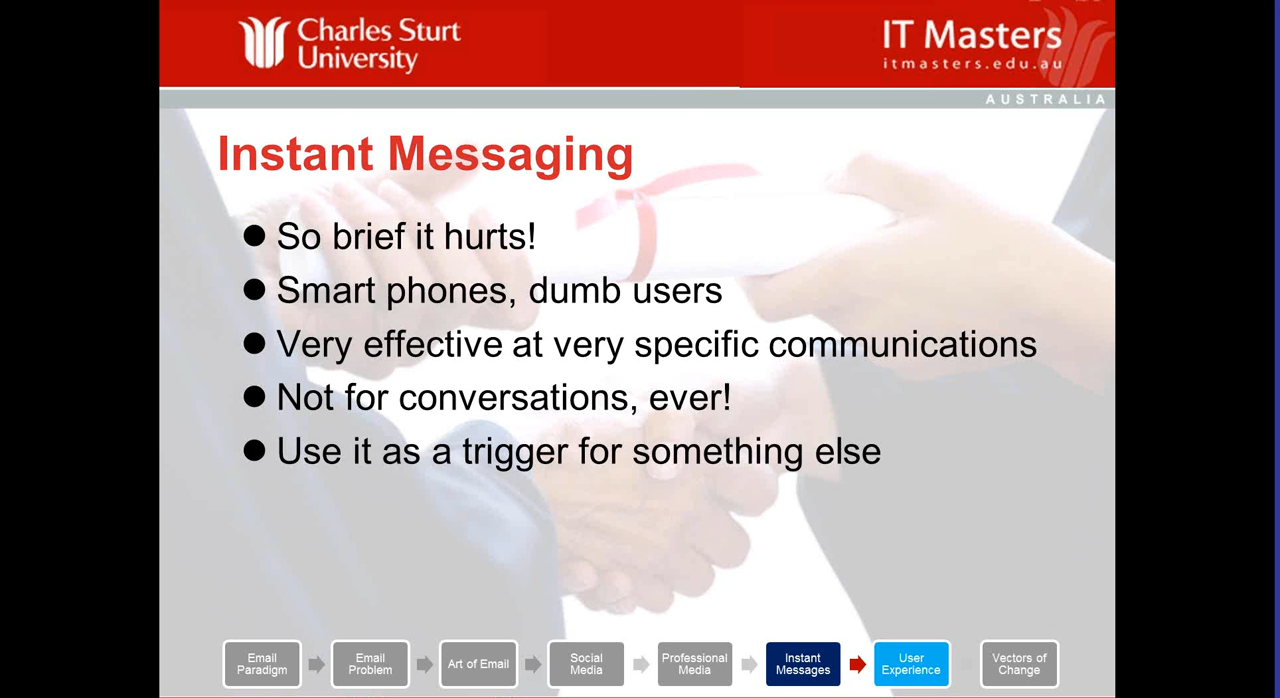 Charles Sturt
University
IT Masters
itmasters.edu.au
AUSTRALIA
Instant Messaging
● So brief it hurts!
● Smart phones, dumb users
● Very effective at very specific communications
● Not for conversations, ever!
● Use it as a trigger for something else
Email
Paradigm
Email
Problem
Art of Email
Social
Media
Professional
Media
Instant
Messages
User
Experience
Vectors of
Change